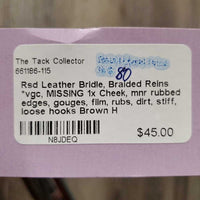 The Tack Collector
661186-115
80
Rsd Leather Bridle, Braided Reins
*vgc, MISSING 1x Cheek, mnr rubbed
edges, gouges, film, rubs, dirt, stiff,
loose hooks Brown H
$45.00
N8JDEQ